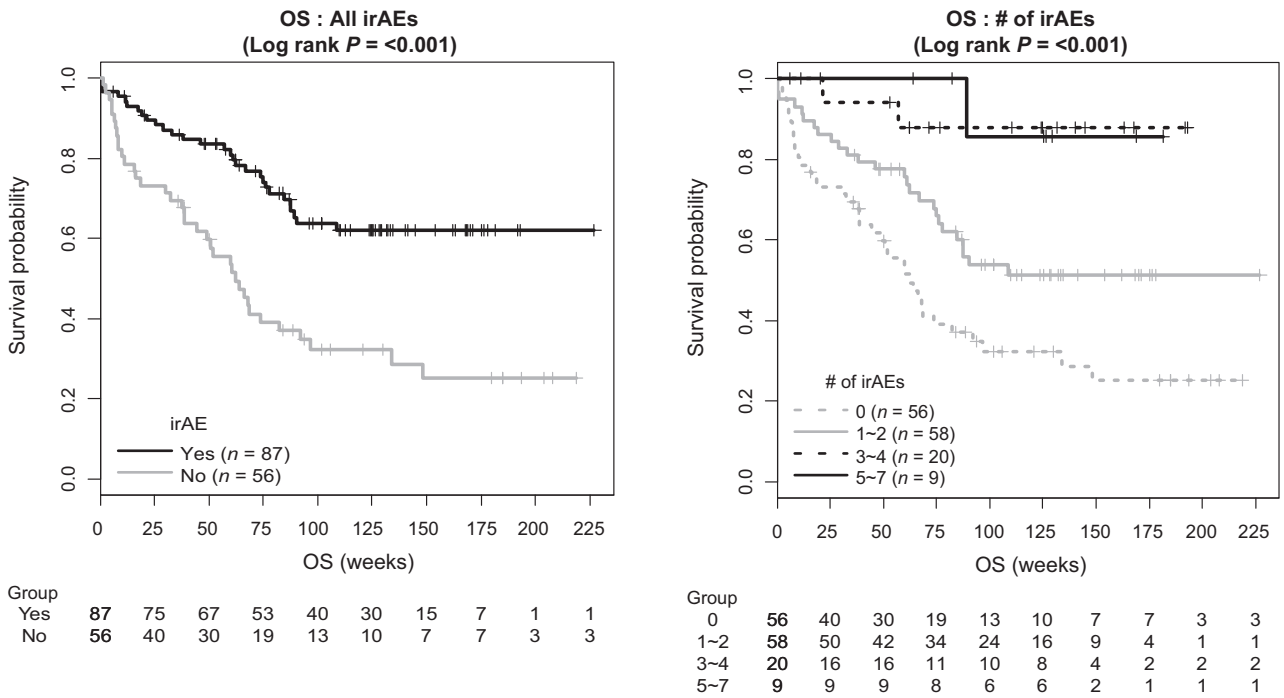 OS : All irAEs
(Log rank P = <0.001)
Survival probability
1.0
0.8
0.6
0.4
0.2
0.0
irAE
Yes (n = 87)
No (n = 56)
0 25 50 75 100 125 150 175 200 225
OS (weeks)
Group
Yes 87 75 67 53 40 30 15 7 1 1
No 56 40 30 19 13 10 7 7 3 3
OS : # of irAEs
(Log rank P = <0.001)
Survival probability
1.0
0.8
0.6
0.4
0.2
0.0
# of irAEs
0 (n = 56)
1~2 (n = 58)
3~4 (n = 20)
5~7 (n = 9)
0 25 50 75 100 125 150 175 200 225
OS (weeks)
Group
0 56 40 30 19 13 10 7 7 3 3
1~2 58 50 42 34 24 16 9 4 1 1
3~4 20 16 16 11 10 8 4 2 2 2
5~7 9 9 9 8 6 6 2 1 1 1